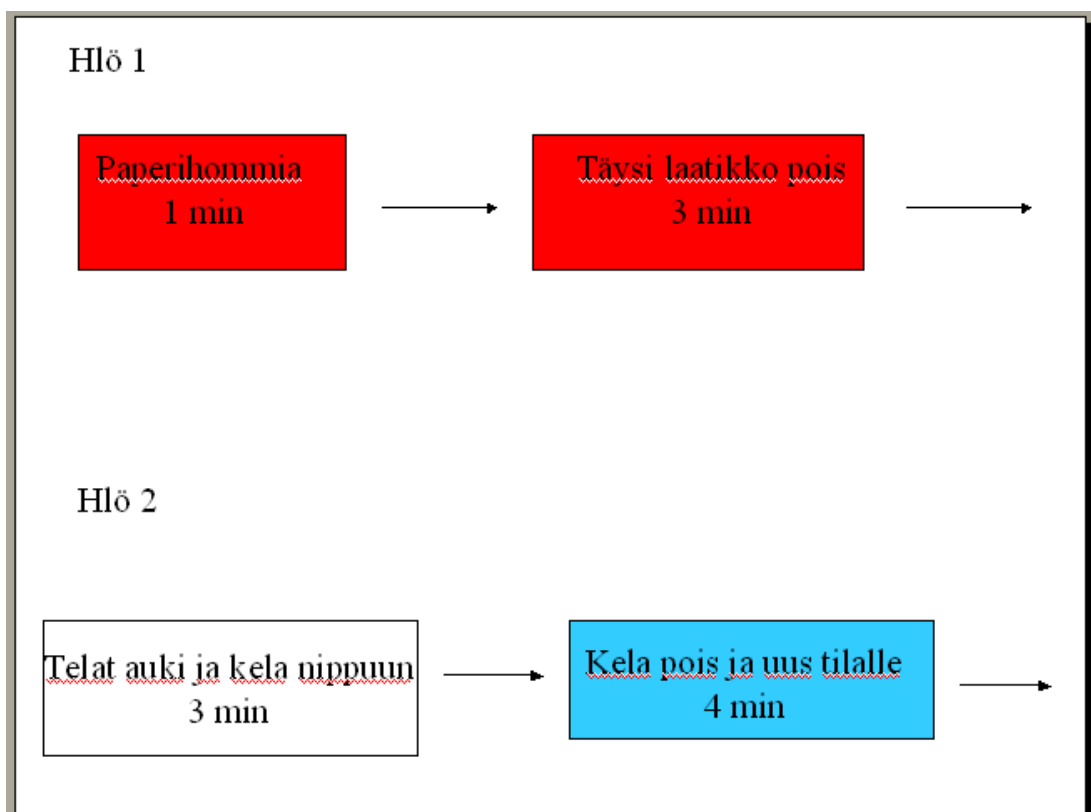 Hlö 1
Paperihommia
1 min
Täysi laatikko pois
3 min
Hlö 2
Telat auki ja kela nippuun
3 min
Kela pois ja uus tilalle
4 min